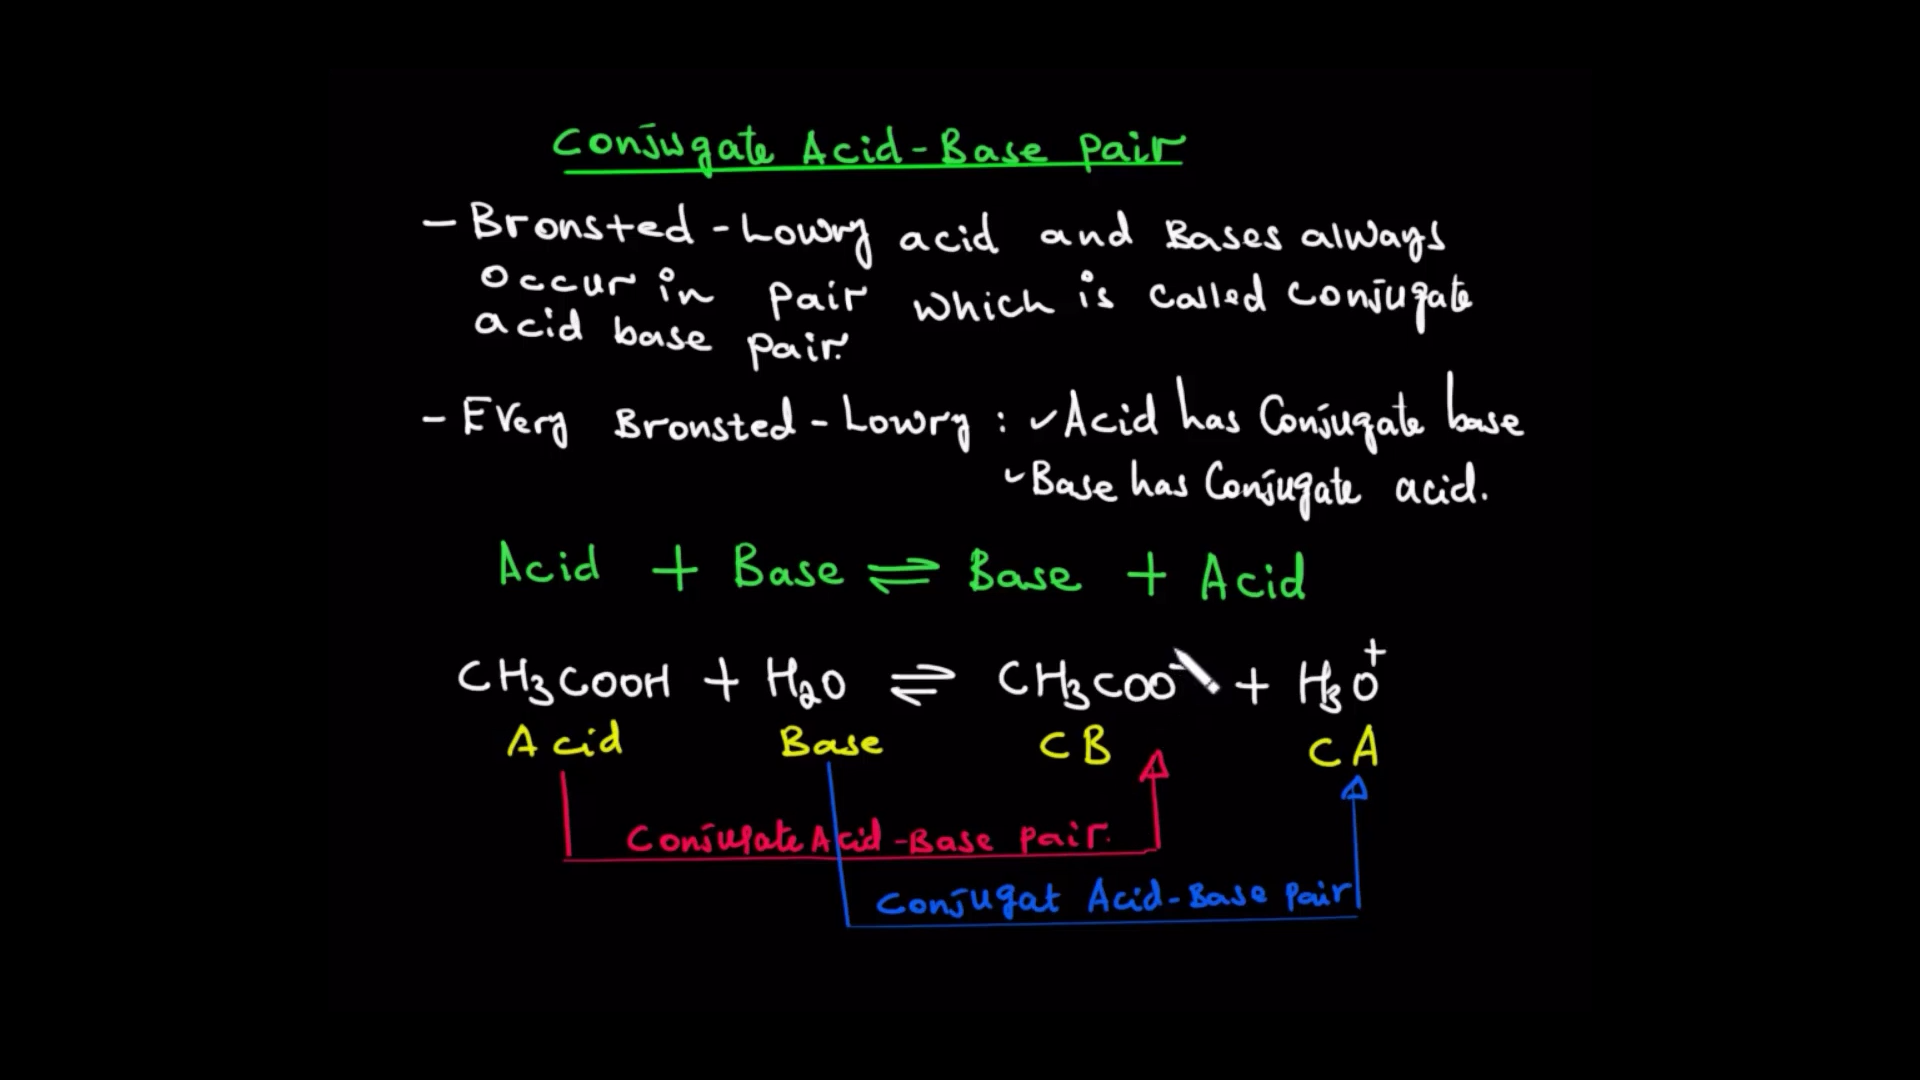 Conjugate Acid-Base pair
- Bronsted-Lowry acid and Bases always
occur in pair which is called conjugate
acid base pair.
- Every Bronsted-Lowry : ✓Acid has Conjugate base
✓Base has Conjugate acid.
Acid + Base ⇌ Base + Acid
CH₃COOH + H₂O ⇌ CH₃COO⁻ + H₃O⁺
Acid Base CB CA
Conjugate Acid-Base pair.
Conjugat Acid-Base pair